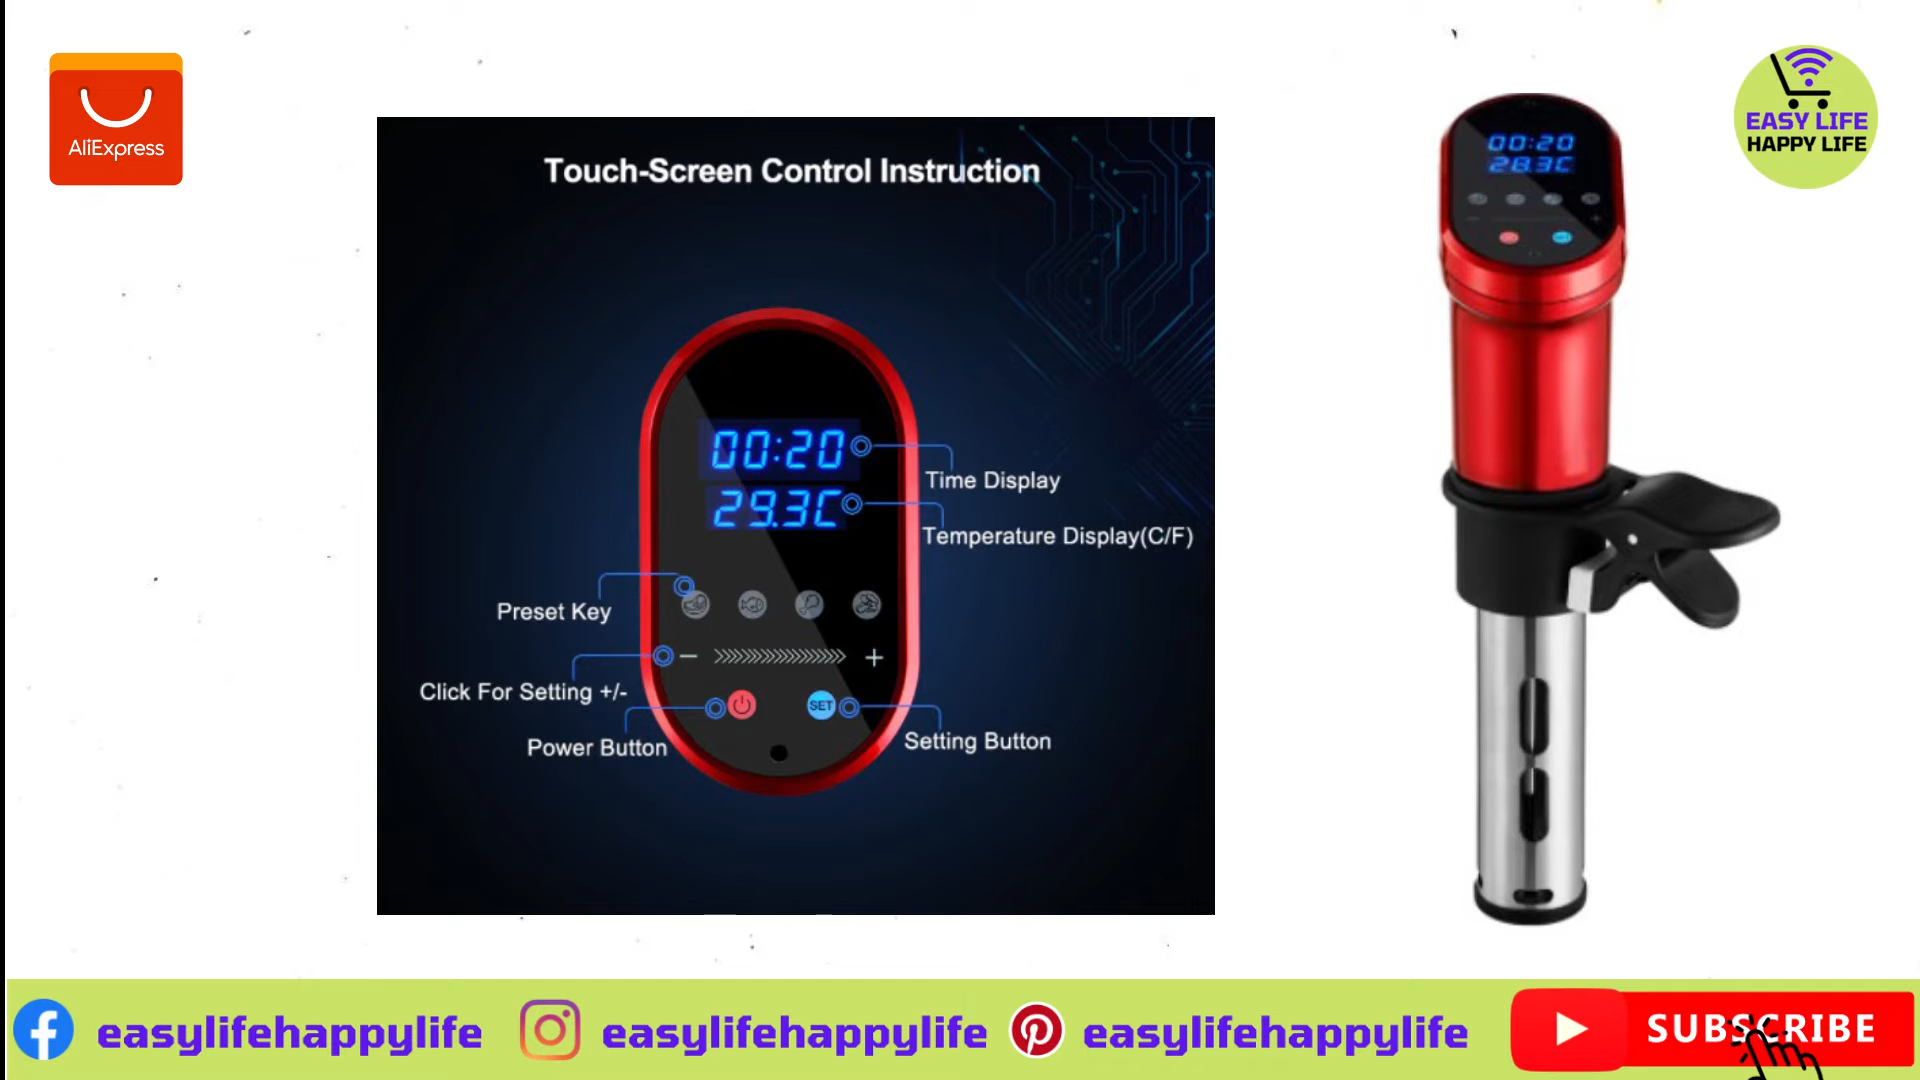 AliExpress
EASY LIFE
HAPPY LIFE
Touch-Screen Control Instruction
00:20
29.3C
Time Display
Temperature Display(C/F)
Preset Key
Click For Setting +/-
Power Button
SET
Setting Button
00:20
28.3C
easylifehappylife
easylifehappylife
easylifehappylife
SUBSCRIBE